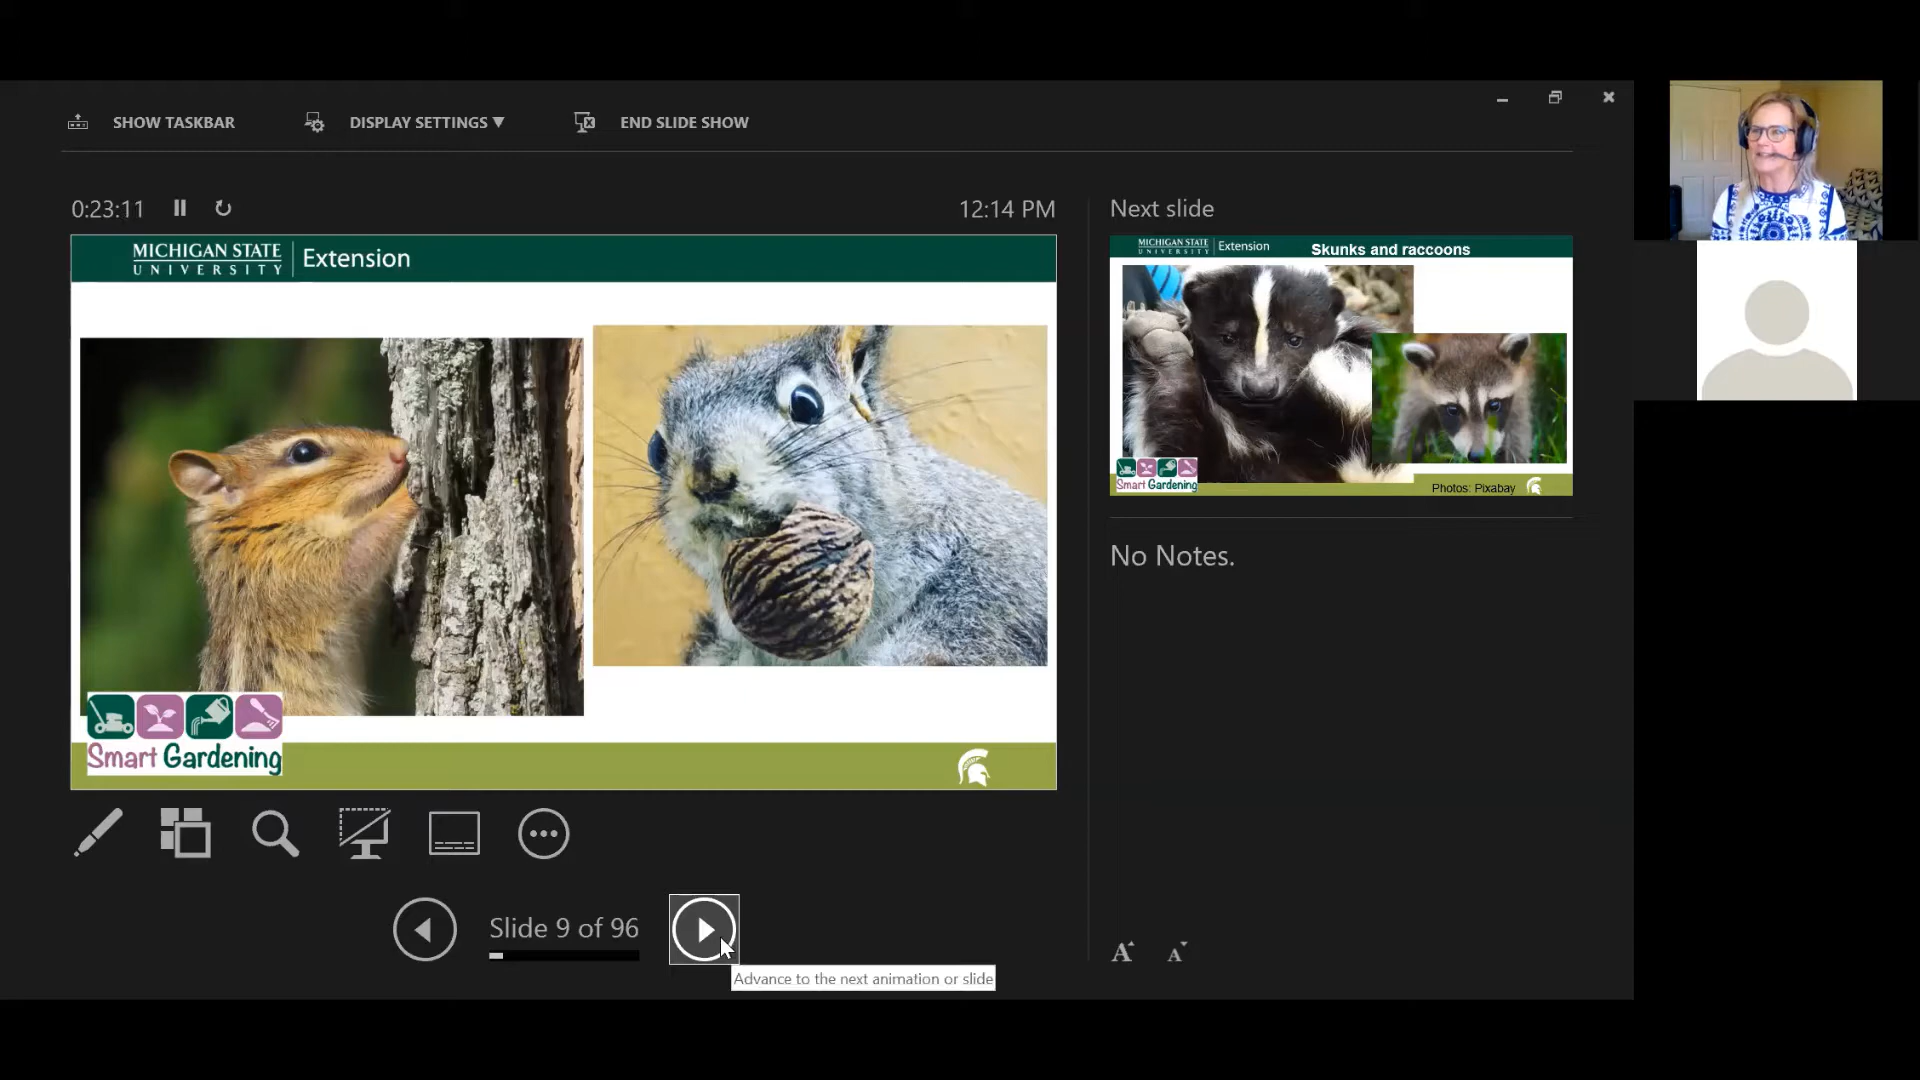 SHOW TASKBAR
DISPLAY SETTINGS ▼
END SLIDE SHOW
0:23:11
12:14 PM
Next slide
MICHIGAN STATE
UNIVERSITY
Extension
MICHIGAN STATE
UNIVERSITY
Extension
Skunks and raccoons
Smart Gardening
Photos: Pixabay
No Notes.
Smart Gardening
Slide 9 of 96
Advance to the next animation or slide
A
A